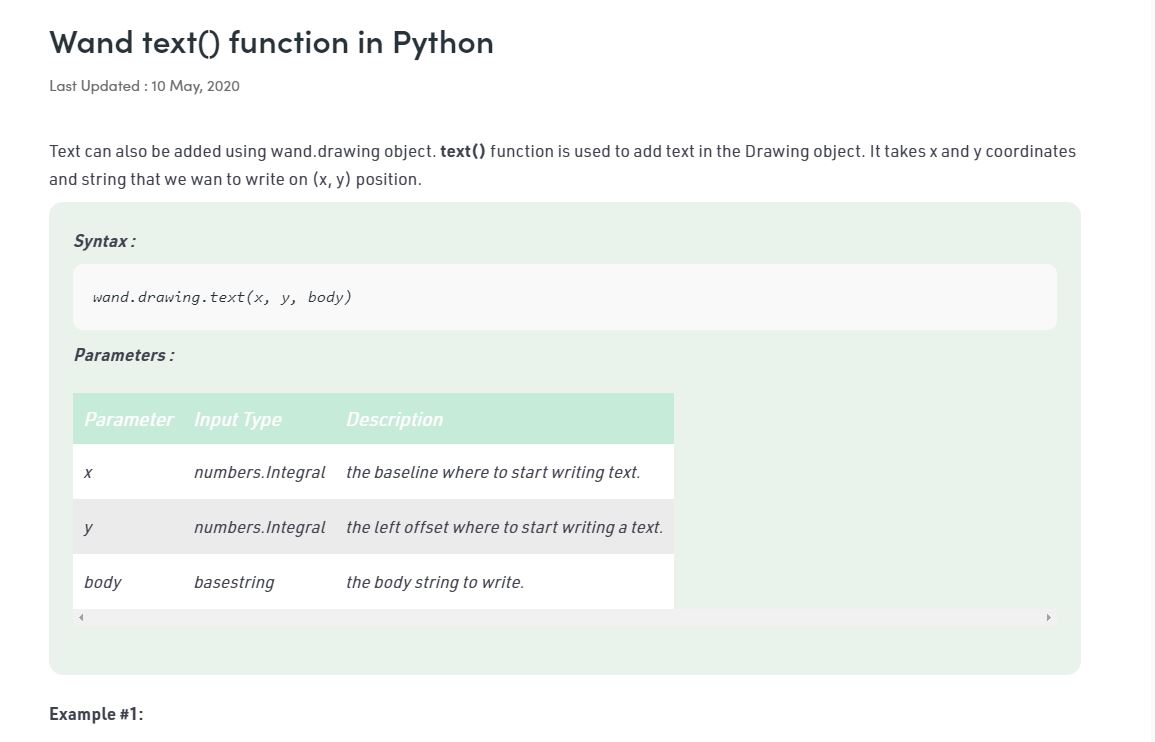 Wand text() function in Python
Last Updated : 10 May, 2020
Text can also be added using wand.drawing object. text() function is used to add text in the Drawing object. It takes x and y coordinates
and string that we wan to write on (x, y) position.
Syntax :
wand.drawing.text(x, y, body)
Parameters :
Parameter Input Type Description
x numbers.Integral the baseline where to start writing text.
y numbers.Integral the left offset where to start writing a text.
body basestring the body string to write.
Example #1: